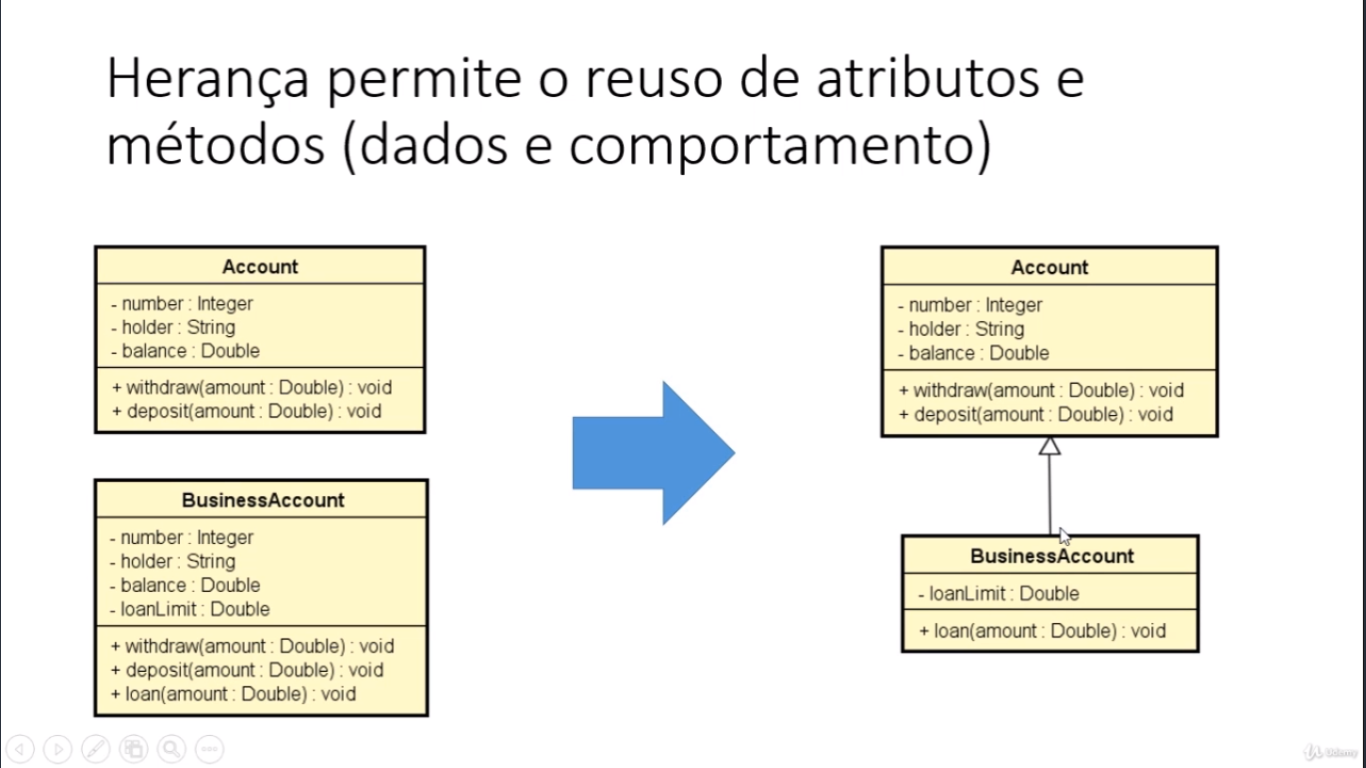 Herança permite o reuso de atributos e
métodos (dados e comportamento)
Account
- number : Integer
- holder : String
- balance : Double
+ withdraw(amount : Double) : void
+ deposit(amount : Double) : void
BusinessAccount
- number : Integer
- holder : String
- balance : Double
- loanLimit : Double
+ withdraw(amount : Double) : void
+ deposit(amount : Double) : void
+ loan(amount : Double) : void
Account
- number : Integer
- holder : String
- balance : Double
+ withdraw(amount : Double) : void
+ deposit(amount : Double) : void
BusinessAccount
- loanLimit : Double
+ loan(amount : Double) : void
Udemy